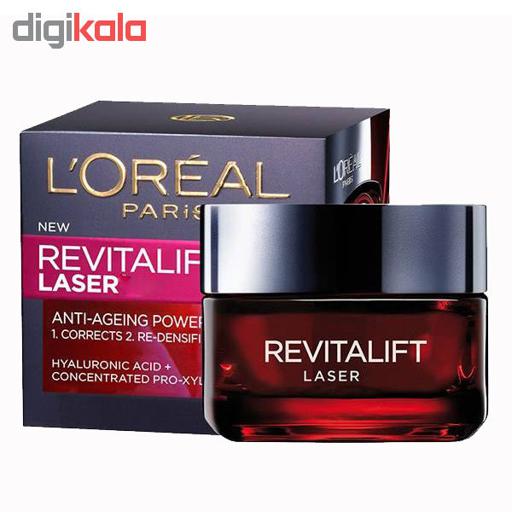 digikala
L'ORÉAL
PARiS
NEW
REVITALIFT
LASER
ANTI-AGEING POWER
1. CORRECTS 2. RE-DENSIFI
HYALURONIC ACID +
CONCENTRATED PRO-XYL
REVITALIFT
LASER